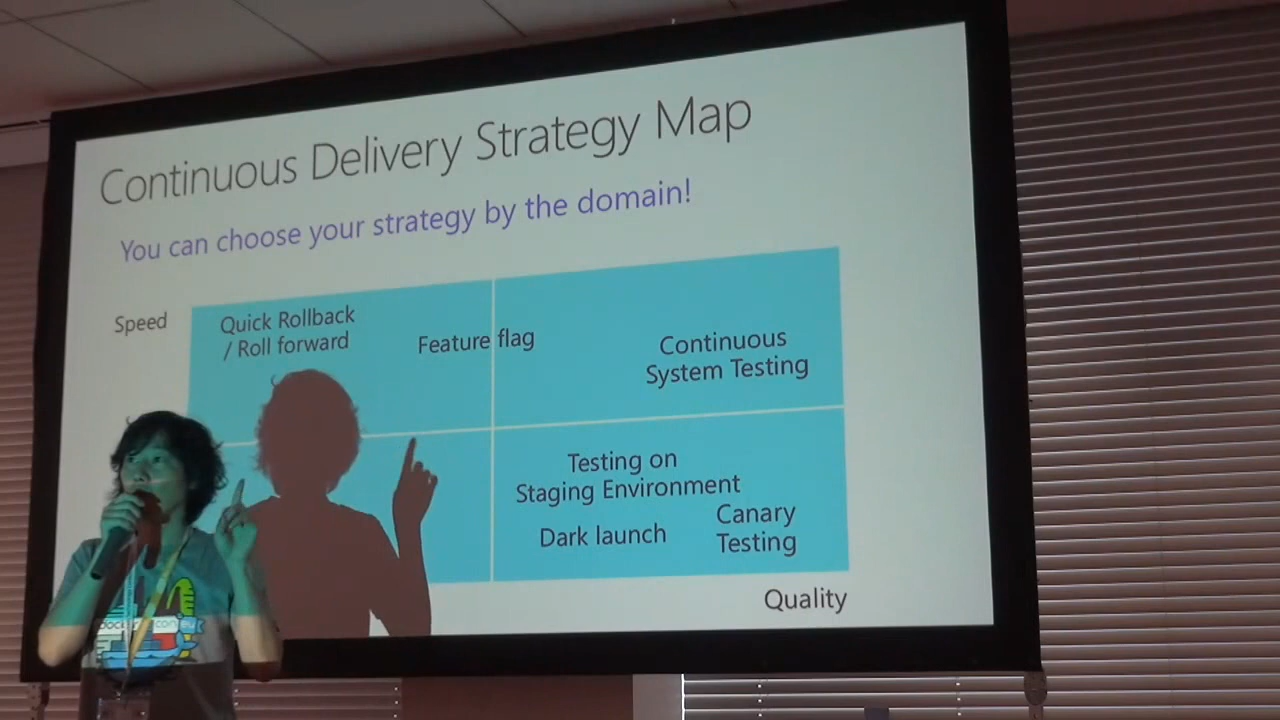 Continuous Delivery Strategy Map
You can choose your strategy by the domain!
Speed
Quick Rollback
/ Roll forward
Feature flag
Continuous
System Testing
Testing on
Staging Environment
Dark launch
Canary
Testing
Quality